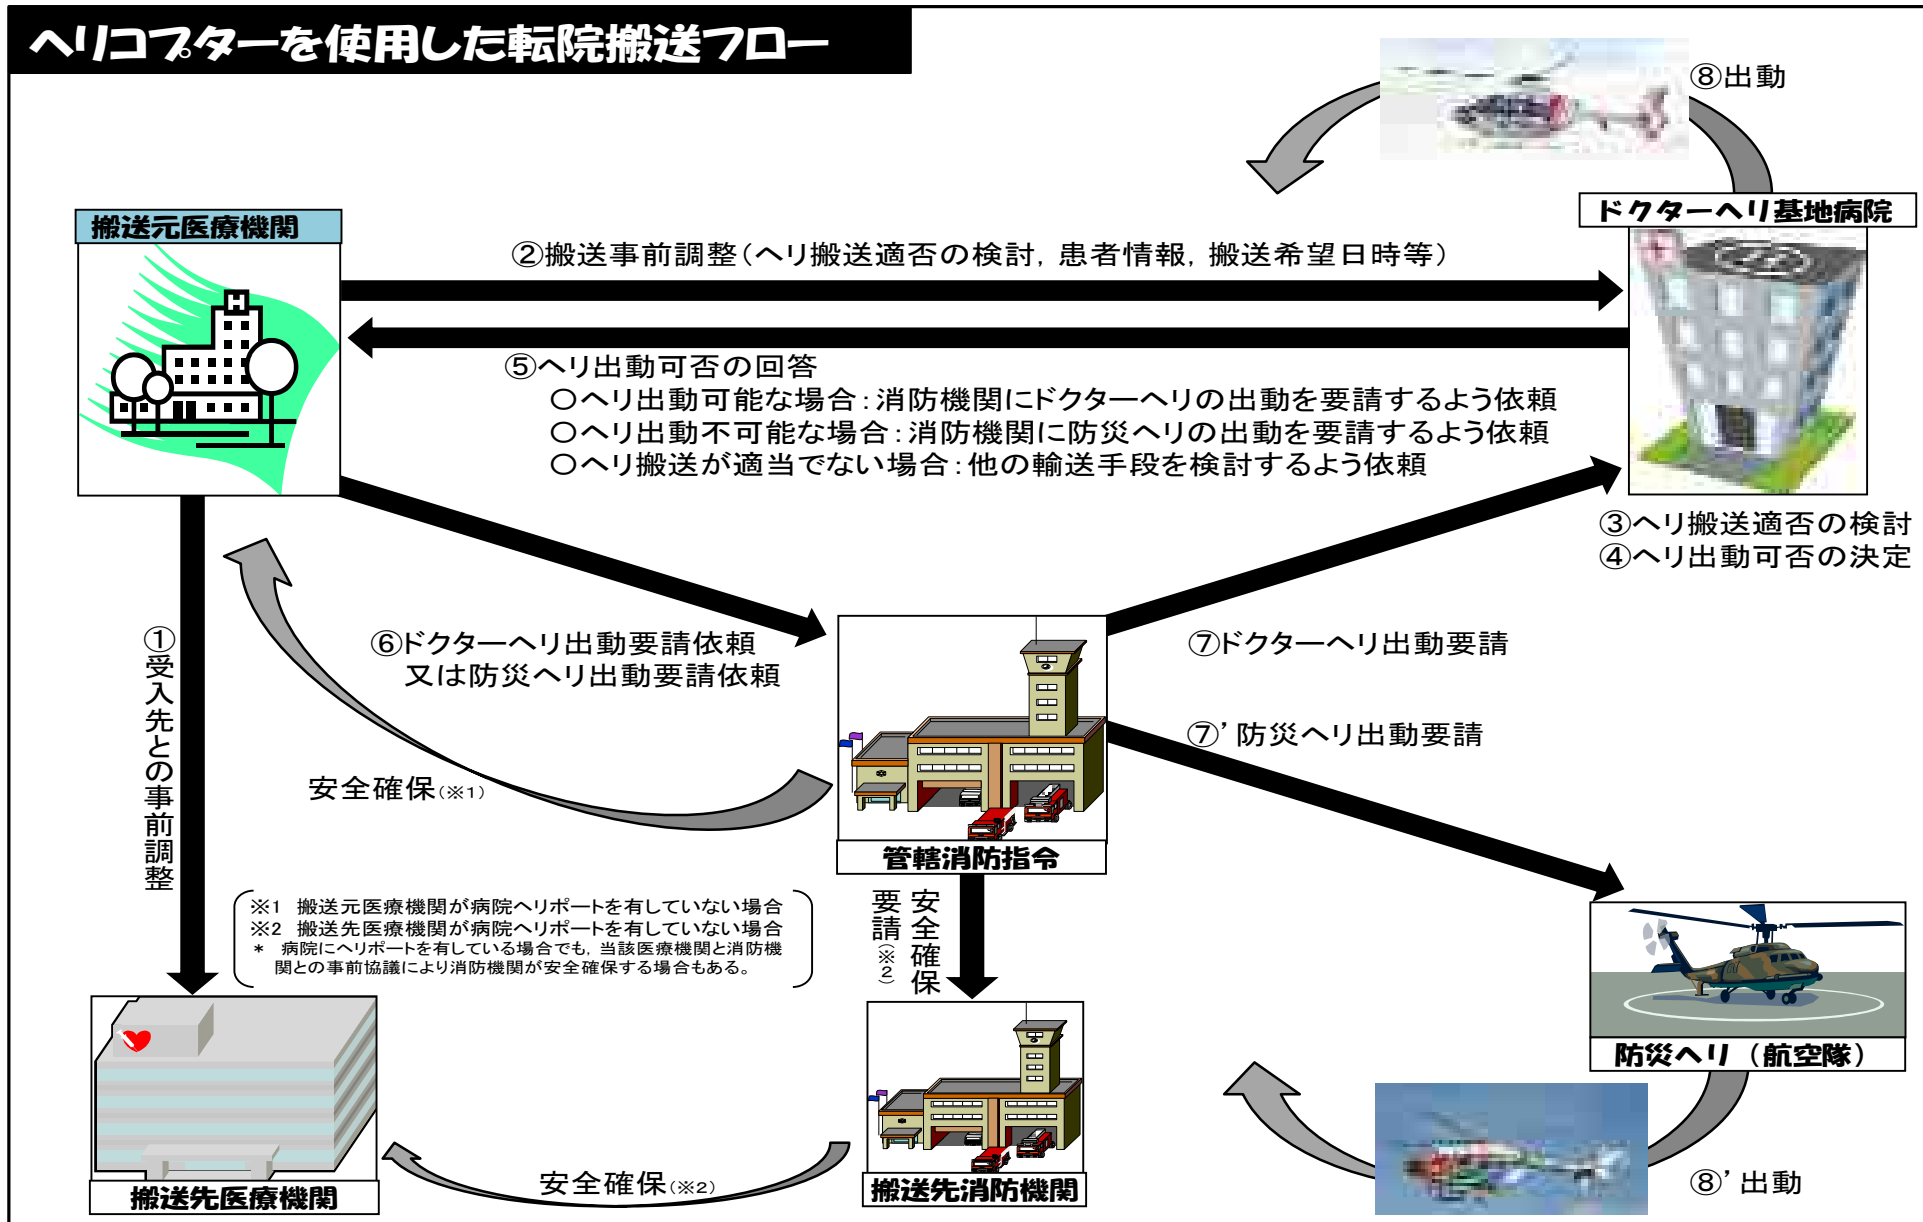 ヘリコプターを使用した転院搬送フロー
⑧出動
搬送元医療機関
ドクターヘリ基地病院
②搬送事前調整（ヘリ搬送適否の検討，患者情報，搬送希望日時等）
⑤ヘリ出動可否の回答
○ヘリ出動可能な場合：消防機関にドクターヘリの出動を要請するよう依頼
○ヘリ出動不可能な場合：消防機関に防災ヘリの出動を要請するよう依頼
○ヘリ搬送が適当でない場合：他の輸送手段を検討するよう依頼
③ヘリ搬送適否の検討
④ヘリ出動可否の決定
①受入先との事前調整
⑥ドクターヘリ出動要請依頼
又は防災ヘリ出動要請依頼
⑦ドクターヘリ出動要請
⑦’防災ヘリ出動要請
安全確保（※1）
管轄消防指令
※1　搬送元医療機関が病院ヘリポートを有していない場合
※2　搬送先医療機関が病院ヘリポートを有していない場合
*　病院にヘリポートを有している場合でも，当該医療機関と消防機
関との事前協議により消防機関が安全確保する場合もある。
安全確保
要請（※2）
防災ヘリ（航空隊）
搬送先医療機関
安全確保（※2）
搬送先消防機関
⑧’出動